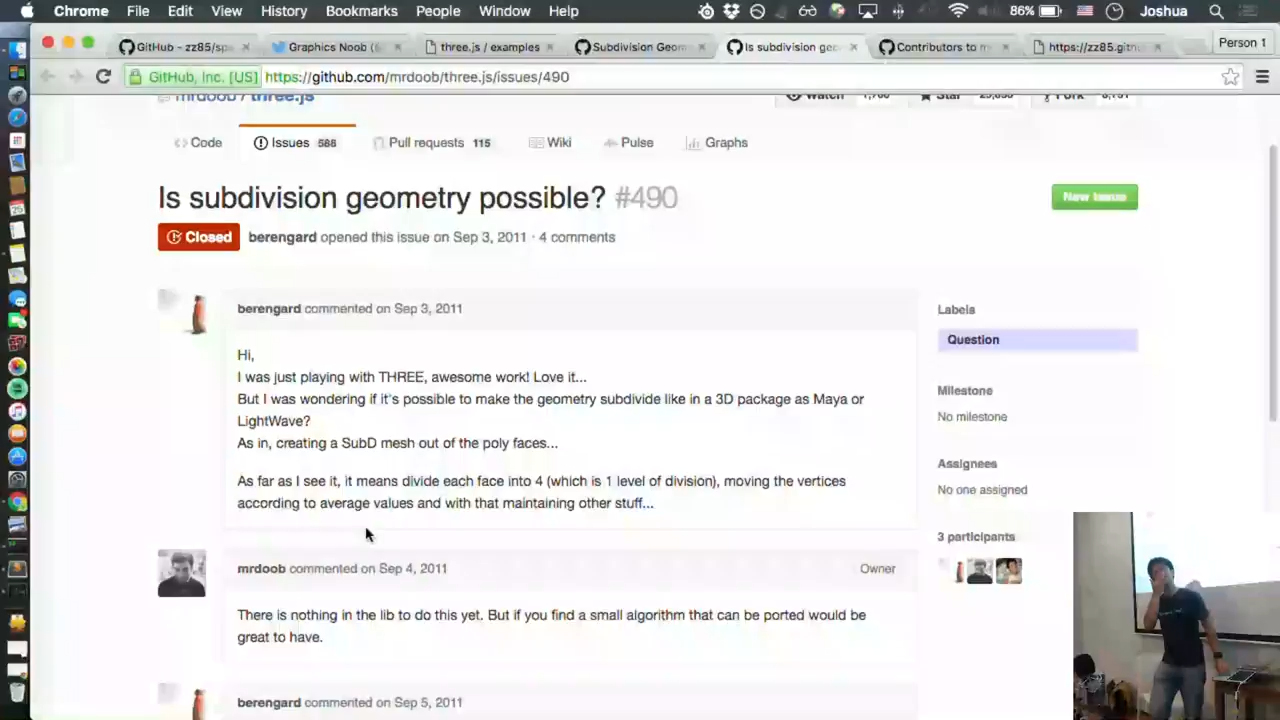 Chrome File Edit View History Bookmarks People Window Help 86% Joshua
GitHub - zz85/spa
Graphics Noob (@
three.js / examples
Subdivision Geom
Is subdivision geo
Contributors to m
https://zz85.gith
Person 1
GitHub, Inc. [US] https://github.com/mrdoob/three.js/issues/490
mrdoob / three.js
Watch
Star
Fork
Code
Issues 588
Pull requests 115
Wiki
Pulse
Graphs
Is subdivision geometry possible? #490
New issue
Closed
berengard opened this issue on Sep 3, 2011 · 4 comments
berengard commented on Sep 3, 2011
Hi,
I was just playing with THREE, awesome work! Love it...
But I was wondering if it's possible to make the geometry subdivide like in a 3D package as Maya or
LightWave?
As in, creating a SubD mesh out of the poly faces...
As far as I see it, it means divide each face into 4 (which is 1 level of division), moving the vertices
according to average values and with that maintaining other stuff...
Labels
Question
Milestone
No milestone
Assignees
No one assigned
3 participants
mrdoob commented on Sep 4, 2011
Owner
There is nothing in the lib to do this yet. But if you find a small algorithm that can be ported would be
great to have.
berengard commented on Sep 5, 2011